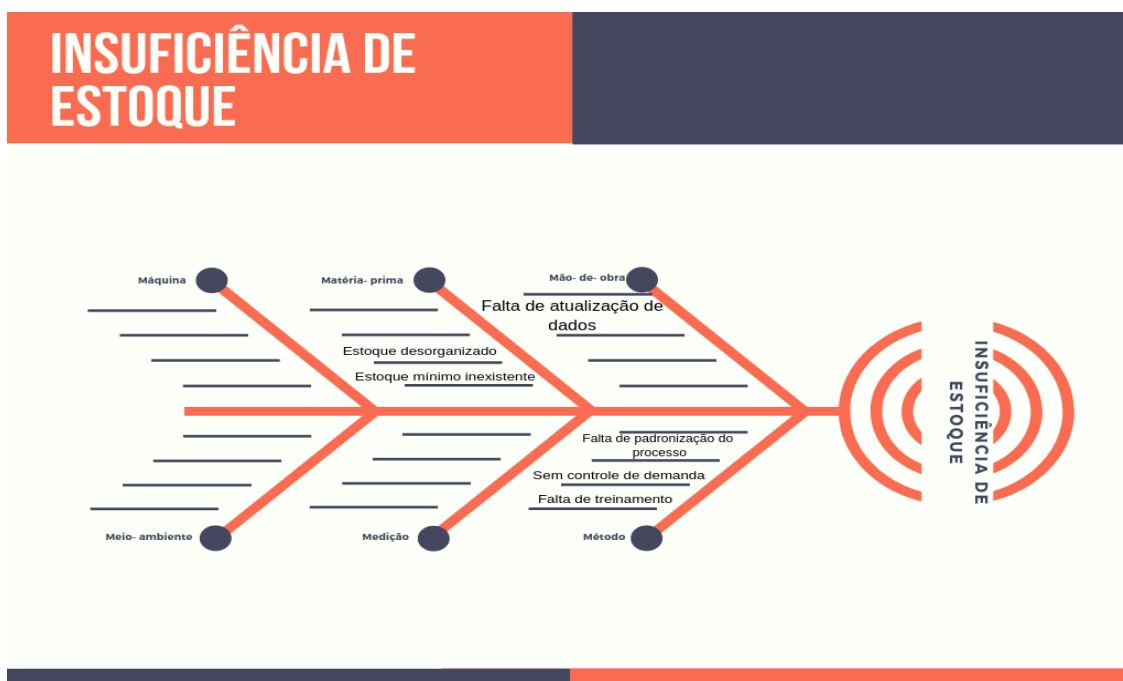 INSUFICIÊNCIA DE
ESTOQUE
Máquina
Matéria- prima
Mão- de- obra
Falta de atualização de
dados
Estoque desorganizado
Estoque mínimo inexistente
INSUFICIÊNCIA DE
ESTOQUE
Falta de padronização do
processo
Sem controle de demanda
Falta de treinamento
Meio- ambiente
Medição
Método